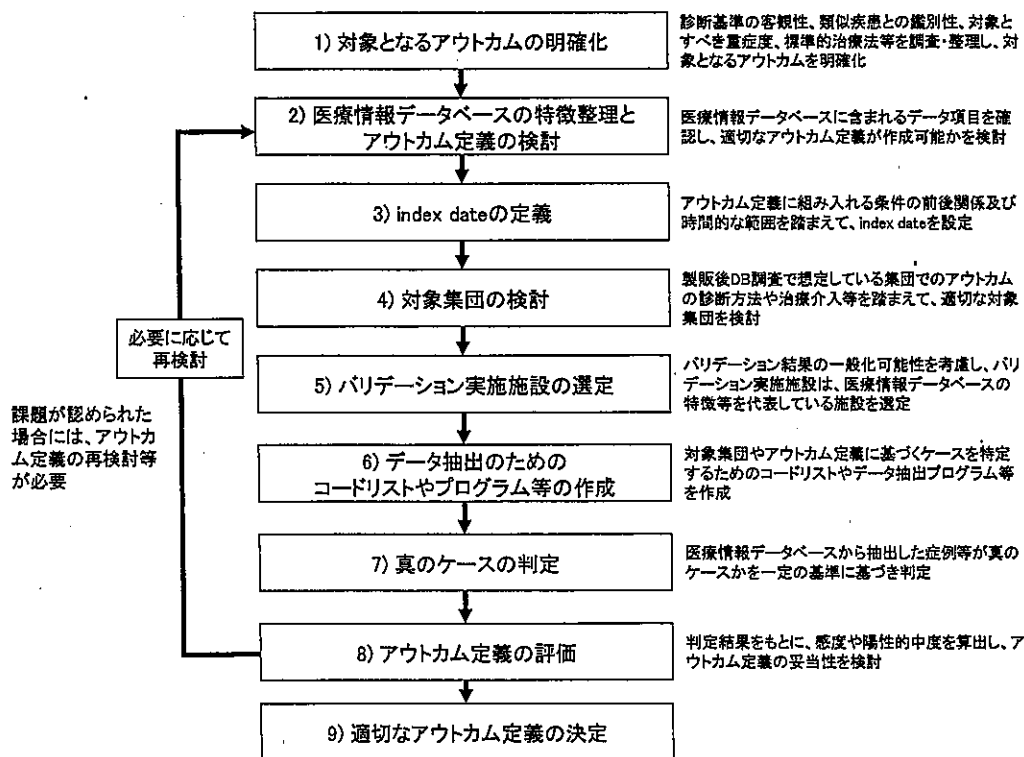 1) 対象となるアウトカムの明確化
診断基準の客観性、類似疾患との鑑別性、対象と
すべき重症度、標準的治療法等を調査・整理し、対
象となるアウトカムを明確化
2) 医療情報データベースの特徴整理と
アウトカム定義の検討
医療情報データベースに含まれるデータ項目を確
認し、適切なアウトカム定義が作成可能かを検討
3) index dateの定義
アウトカム定義に組み入れる条件の前後関係及び
時間的な範囲を踏まえて、index dateを設定
4) 対象集団の検討
製販後DB調査で想定している集団でのアウトカム
の診断方法や治療介入等を踏まえて、適切な対象
集団を検討
必要に応じて
再検討
5) バリデーション実施施設の選定
バリデーション結果の一般化可能性を考慮し、バリ
デーション実施施設は、医療情報データベースの
特徴等を代表している施設を選定
課題が認められた
場合には、アウトカ
ム定義の再検討等
が必要
6) データ抽出のための
コードリストやプログラム等の作成
対象集団やアウトカム定義に基づくケースを特定
するためのコードリストやデータ抽出プログラム等
を作成
7) 真のケースの判定
医療情報データベースから抽出した症例等が真の
ケースかを一定の基準に基づき判定
8) アウトカム定義の評価
判定結果をもとに、感度や陽性的中度を算出し、ア
ウトカム定義の妥当性を検討
9) 適切なアウトカム定義の決定